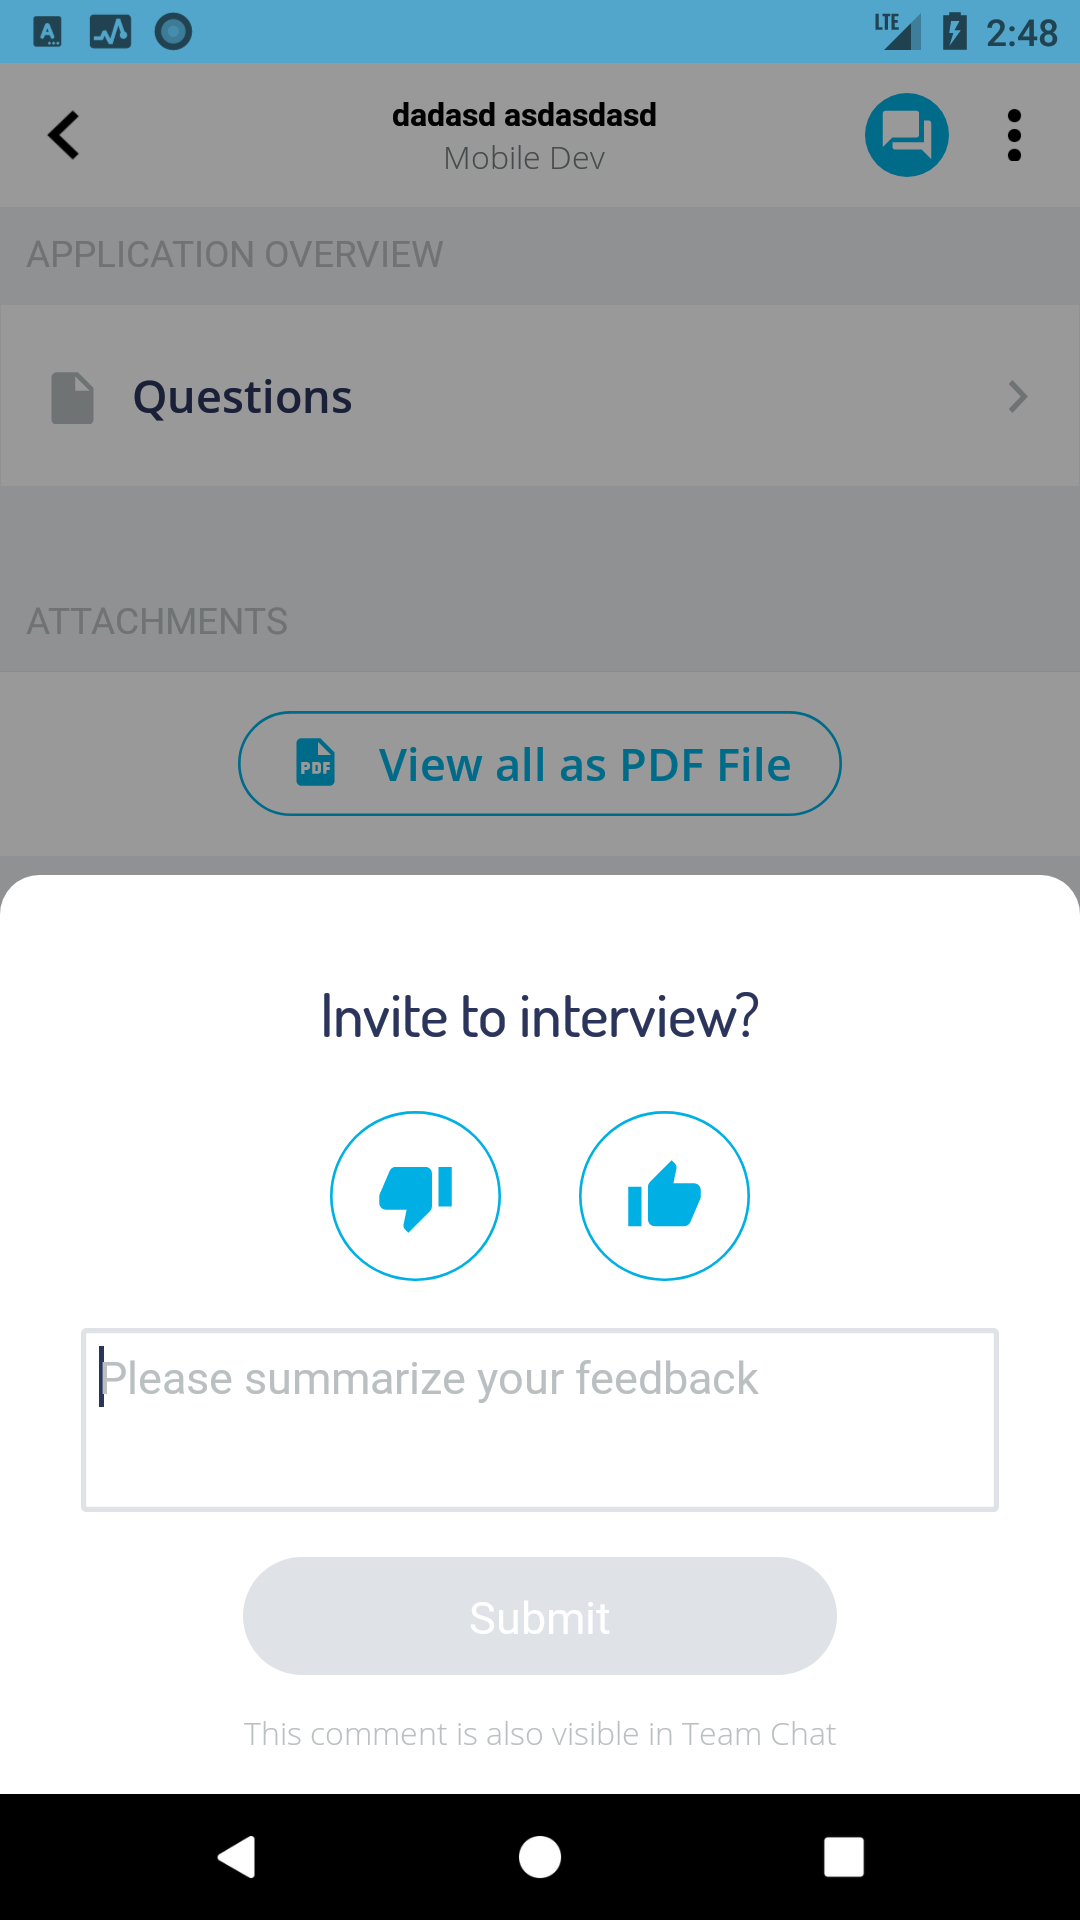 LTE 2:48
dadasd asdasdasd
Mobile Dev
APPLICATION OVERVIEW
Questions
ATTACHMENTS
PDF View all as PDF File
Invite to interview?
Please summarize your feedback
Submit
This comment is also visible in Team Chat